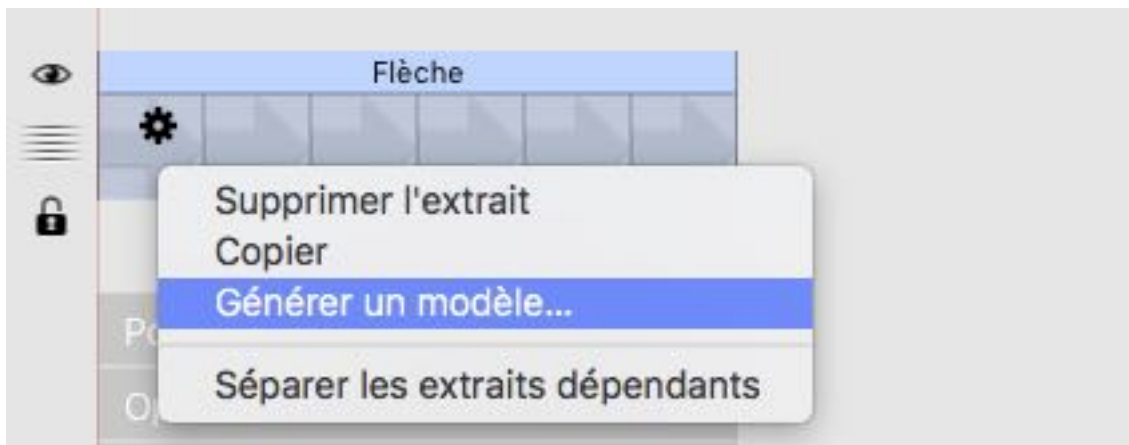 Flèche
Supprimer l'extrait
Copier
Générer un modèle...
Séparer les extraits dépendants